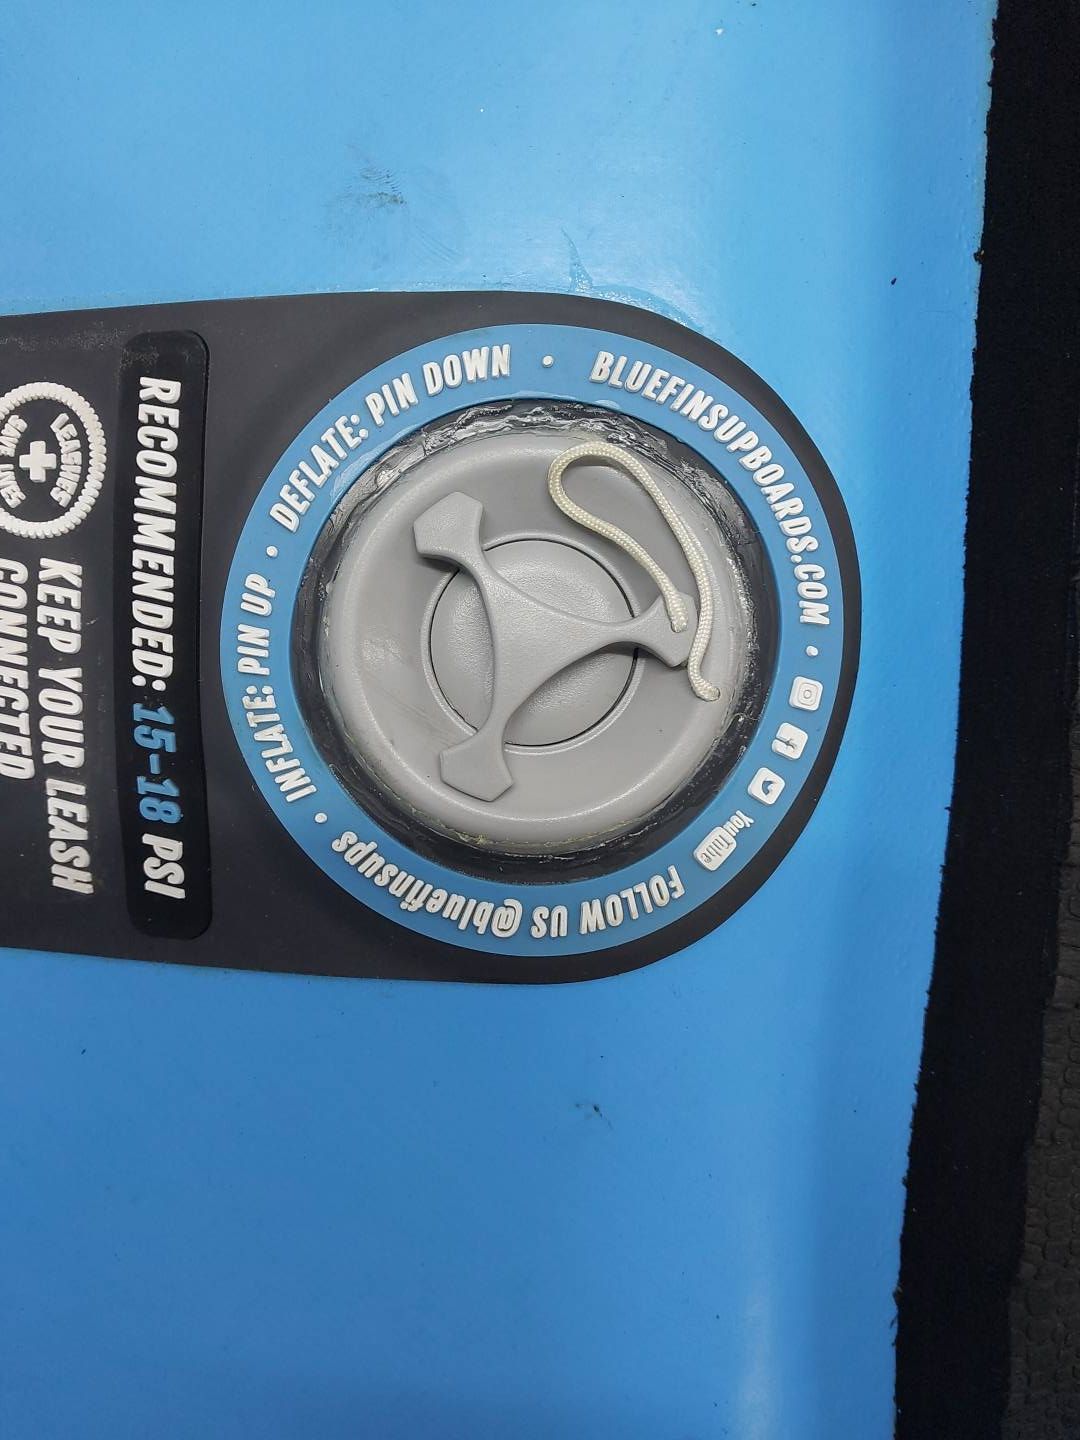 DEFLATE: PIN DOWN • BLUEFINSUPBOARDS.COM •
YouTube
FOLLOW US @bluefinsups •
INFLATE: PIN UP •
RECOMMENDED: 15-18 PSI
LEASHES
SAVE LIVES
KEEP YOUR LEASH
CONNECTED